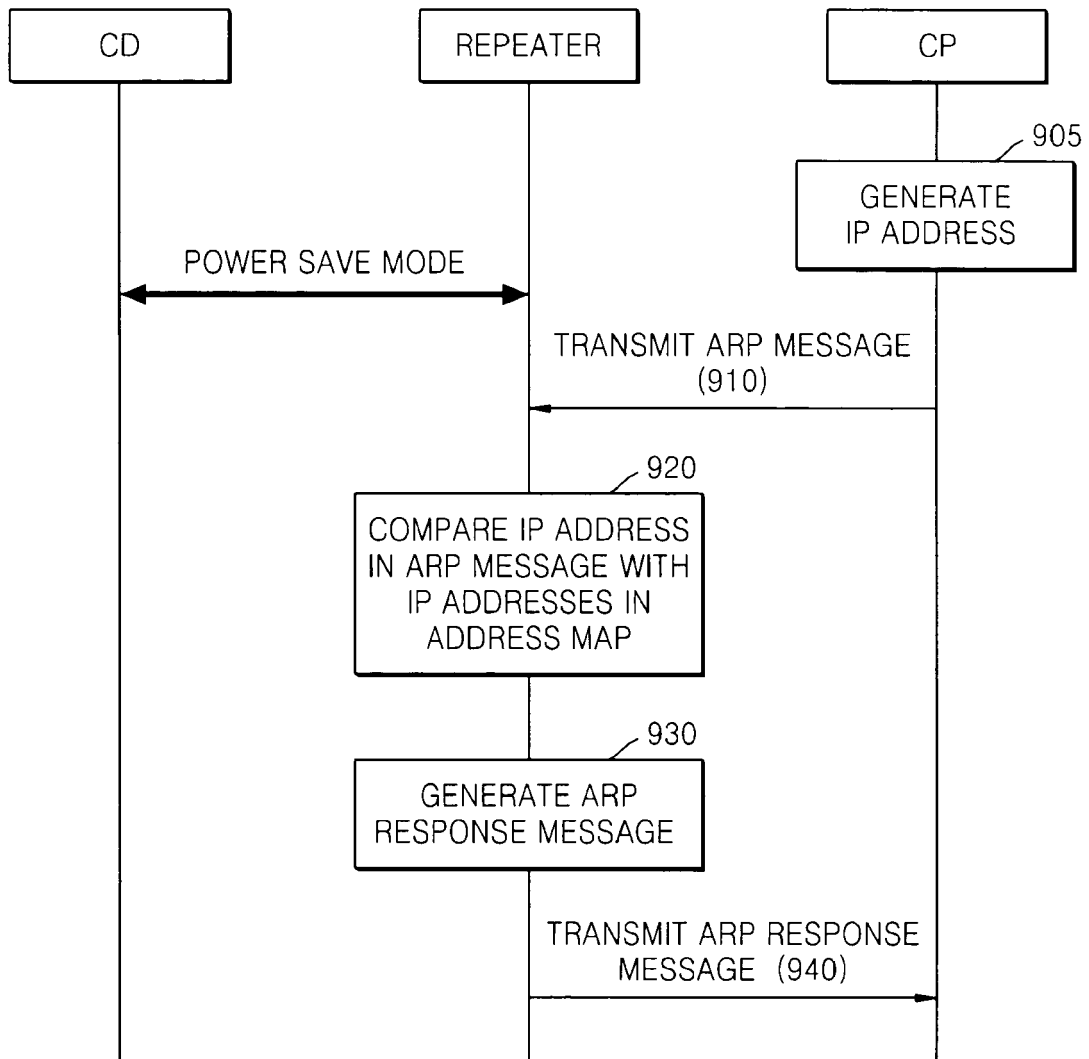 CD
REPEATER
CP
905
GENERATE
IP ADDRESS
POWER SAVE MODE
TRANSMIT ARP MESSAGE
(910)
920
COMPARE IP ADDRESS
IN ARP MESSAGE WITH
IP ADDRESSES IN
ADDRESS MAP
930
GENERATE ARP
RESPONSE MESSAGE
TRANSMIT ARP RESPONSE
MESSAGE (940)